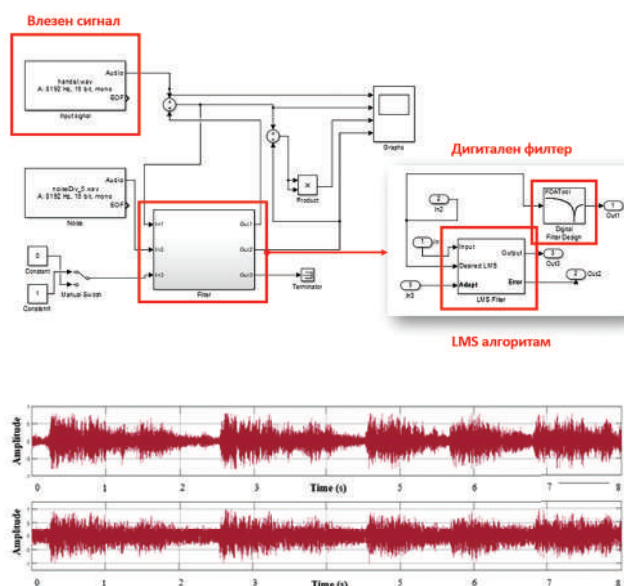 Влезен сигнал
Audio
handel.wav
A: 8192 Hz, 16 bit, mono
EOF
Input signal
Graphs
Audio
noiseDiv_5.wav
A: 8192 Hz, 16 bit, mono
EOF
Noise
Product
0
Constant
1
Constant1
Manual Switch
In1
In2
In3
Out1
Out2
Out3
Filter
Terminator
Дигитален филтер
FDATool
Digital
Filter Design
1
Out1
2
In2
1
In
Input
Desired LMS
Adapt
Output
Error
LMS Filter
3
Out3
2
Out2
3
In3
LMS алгоритам
Amplitude
0 1 2 3 4 5 6 7 8
Time (s)
Amplitude
0 1 2 3 4 5 6 7 8
Time (s)